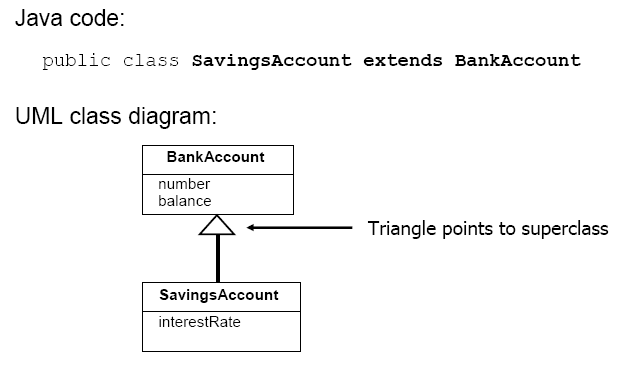 Java code:
public class SavingsAccount extends BankAccount
UML class diagram:
BankAccount
number
balance
Triangle points to superclass
SavingsAccount
interestRate